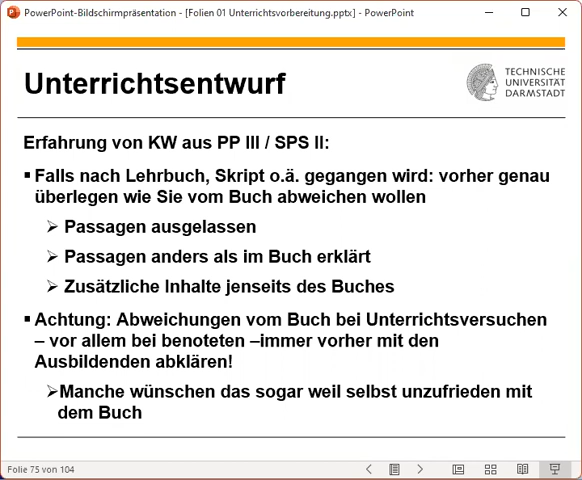 PowerPoint-Bildschirmpräsentation - [Folien 01 Unterrichtsvorbereitung.pptx] - PowerPoint
Unterrichtsentwurf
TECHNISCHE
UNIVERSITÄT
DARMSTADT
Erfahrung von KW aus PP III / SPS II:
▪ Falls nach Lehrbuch, Skript o.ä. gegangen wird: vorher genau
überlegen wie Sie vom Buch abweichen wollen
➢ Passagen ausgelassen
➢ Passagen anders als im Buch erklärt
➢ Zusätzliche Inhalte jenseits des Buches
▪ Achtung: Abweichungen vom Buch bei Unterrichtsversuchen
– vor allem bei benoteten –immer vorher mit den
Ausbildenden abklären!
➢Manche wünschen das sogar weil selbst unzufrieden mit
dem Buch
Folie 75 von 104